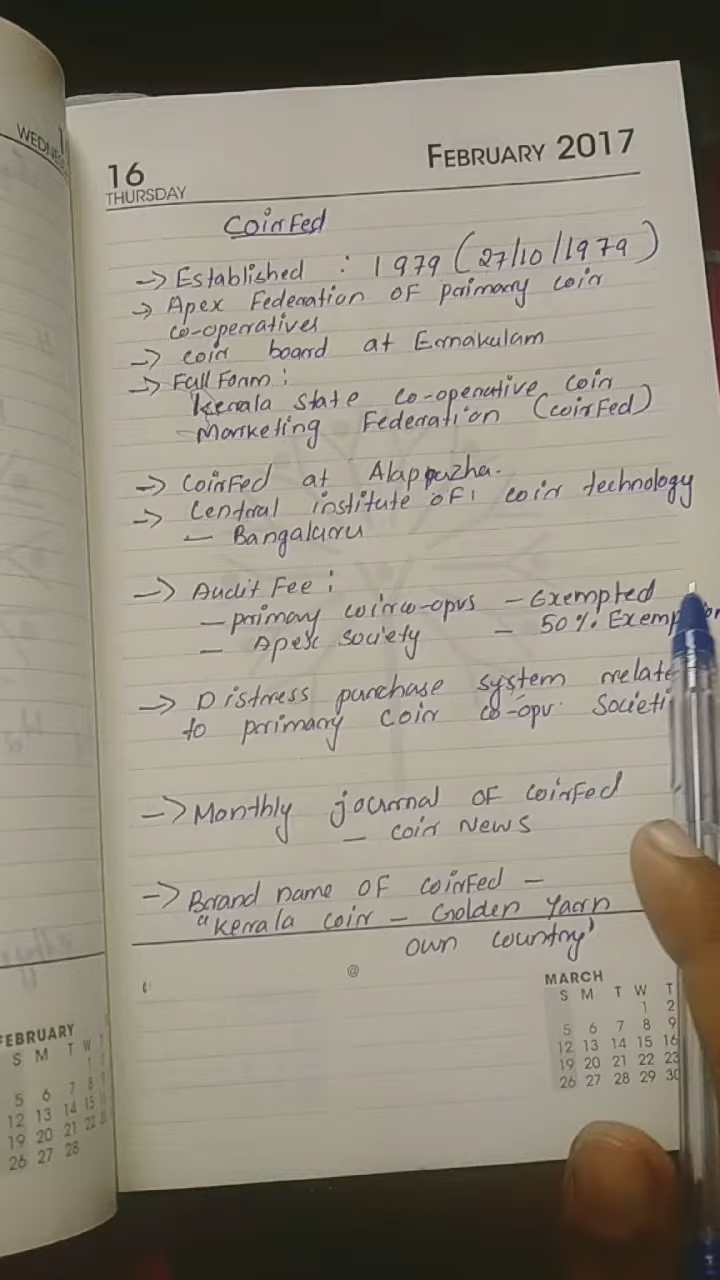 WEDNES
16
THURSDAY
FEBRUARY 2017
CoirFed
-> Established : 1979 (27/10/1979)
-> Apex Federation OF primary coir
co-operatives
-> coir board at Ernakulam
-> Full Form :
Kerala State co-operative coir
Marketing Federation (coirFed)
-> CoirFed at Alappuzha.
-> Central institute OF coir technology
- Bangaluru
-> Audit Fee :
- primary coir co-opvs - Exempted
- Apex Society - 50% Exemp
-> Distress purchase system relate
to primary coir co-opv. Societi
-> Monthly journal OF coirFed
- coir News
-> Brand name OF coirFed -
"Kerala coir - Golden Yarn
own country"
@
MARCH
S M T W T
1 2
5 6 7 8 9
12 13 14 15 16
19 20 21 22 23
26 27 28 29 30
FEBRUARY
S M T W
5 6 7 8
12 13 14 15
19 20 21 22
26 27 28